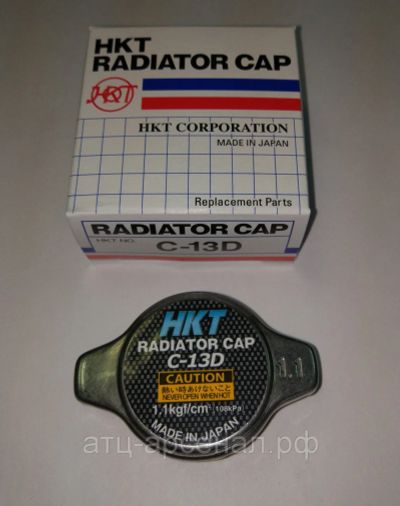 HKT
RADIATOR CAP
HKT
HKT CORPORATION
MADE IN JAPAN
Replacement Parts
RADIATOR CAP
HKT NO.
C-13D
HKT
RADIATOR CAP
C-13D
1.1
CAUTION
熱い時あけないこと
NEVER OPEN WHEN HOT
1.1kgf/cm² 108kPa
MADE IN JAPAN
атц-арсенал.рф